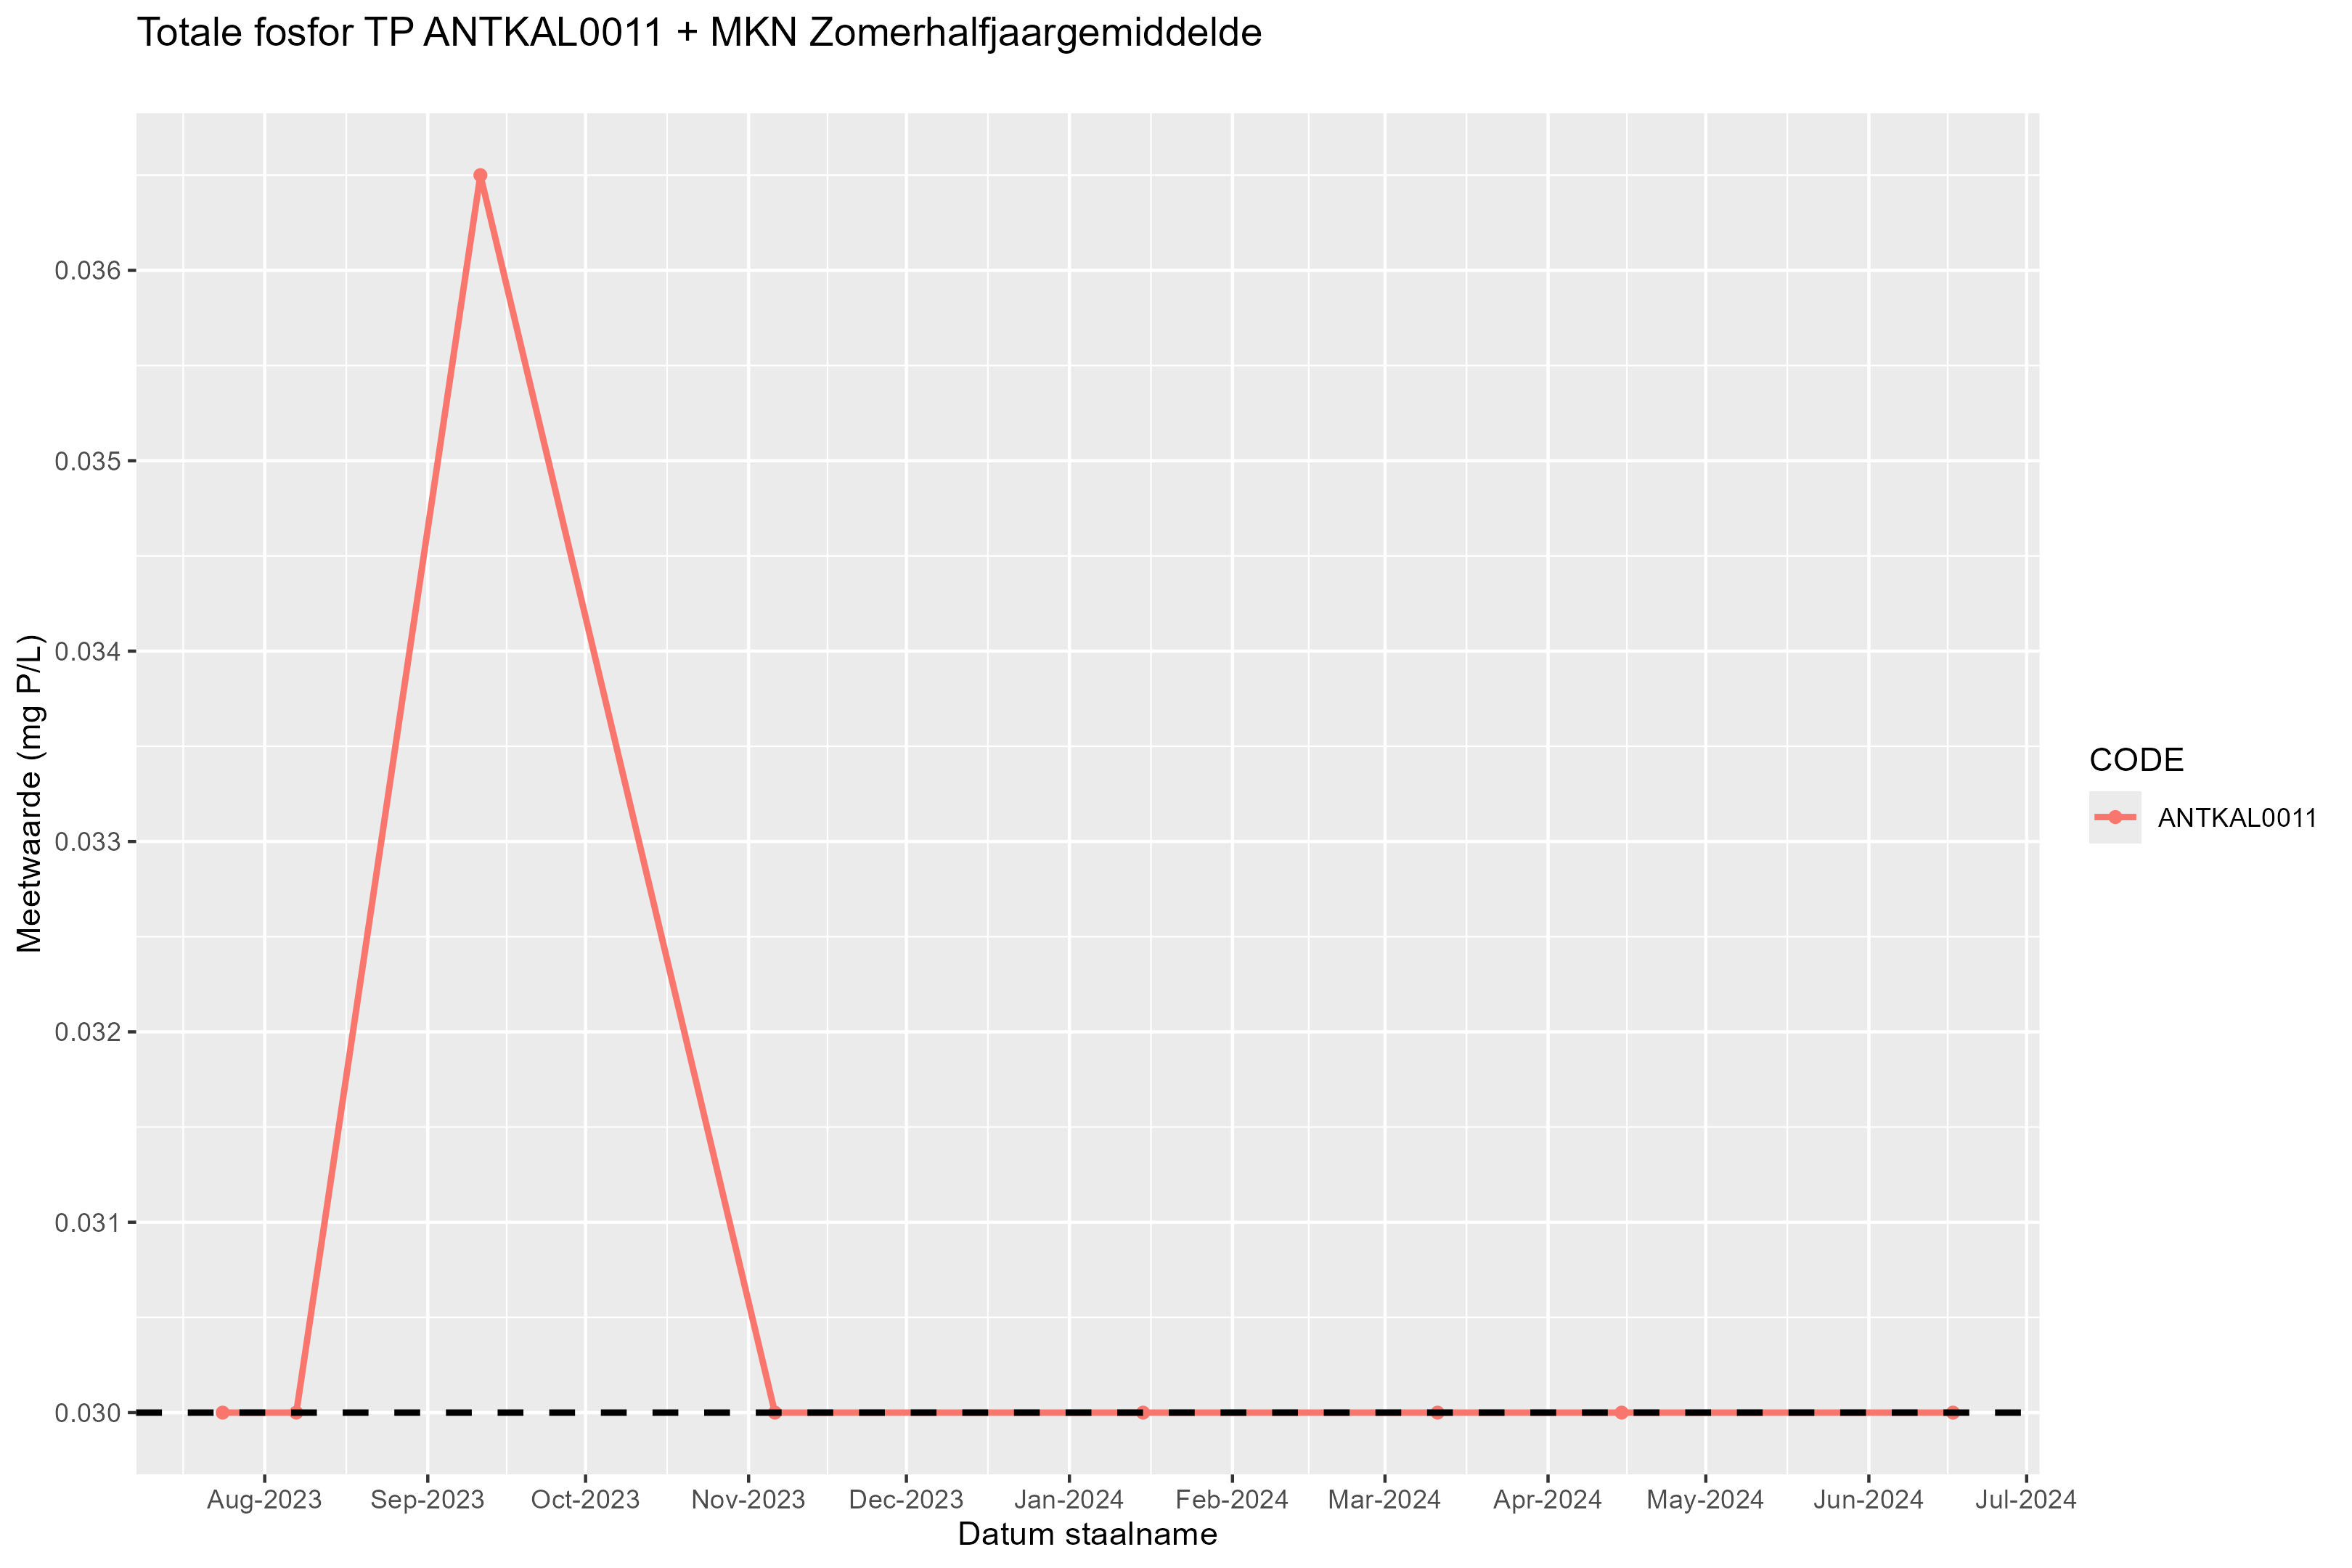 Totale fosfor TP ANTKAL0011 + MKN Zomerhalfjaargemiddelde
0.036
0.035
0.034
0.033
0.032
0.031
0.030
Meetwaarde (mg P/L)
Aug-2023 Sep-2023 Oct-2023 Nov-2023 Dec-2023 Jan-2024 Feb-2024 Mar-2024 Apr-2024 May-2024 Jun-2024 Jul-2024
Datum staalname
CODE
ANTKAL0011